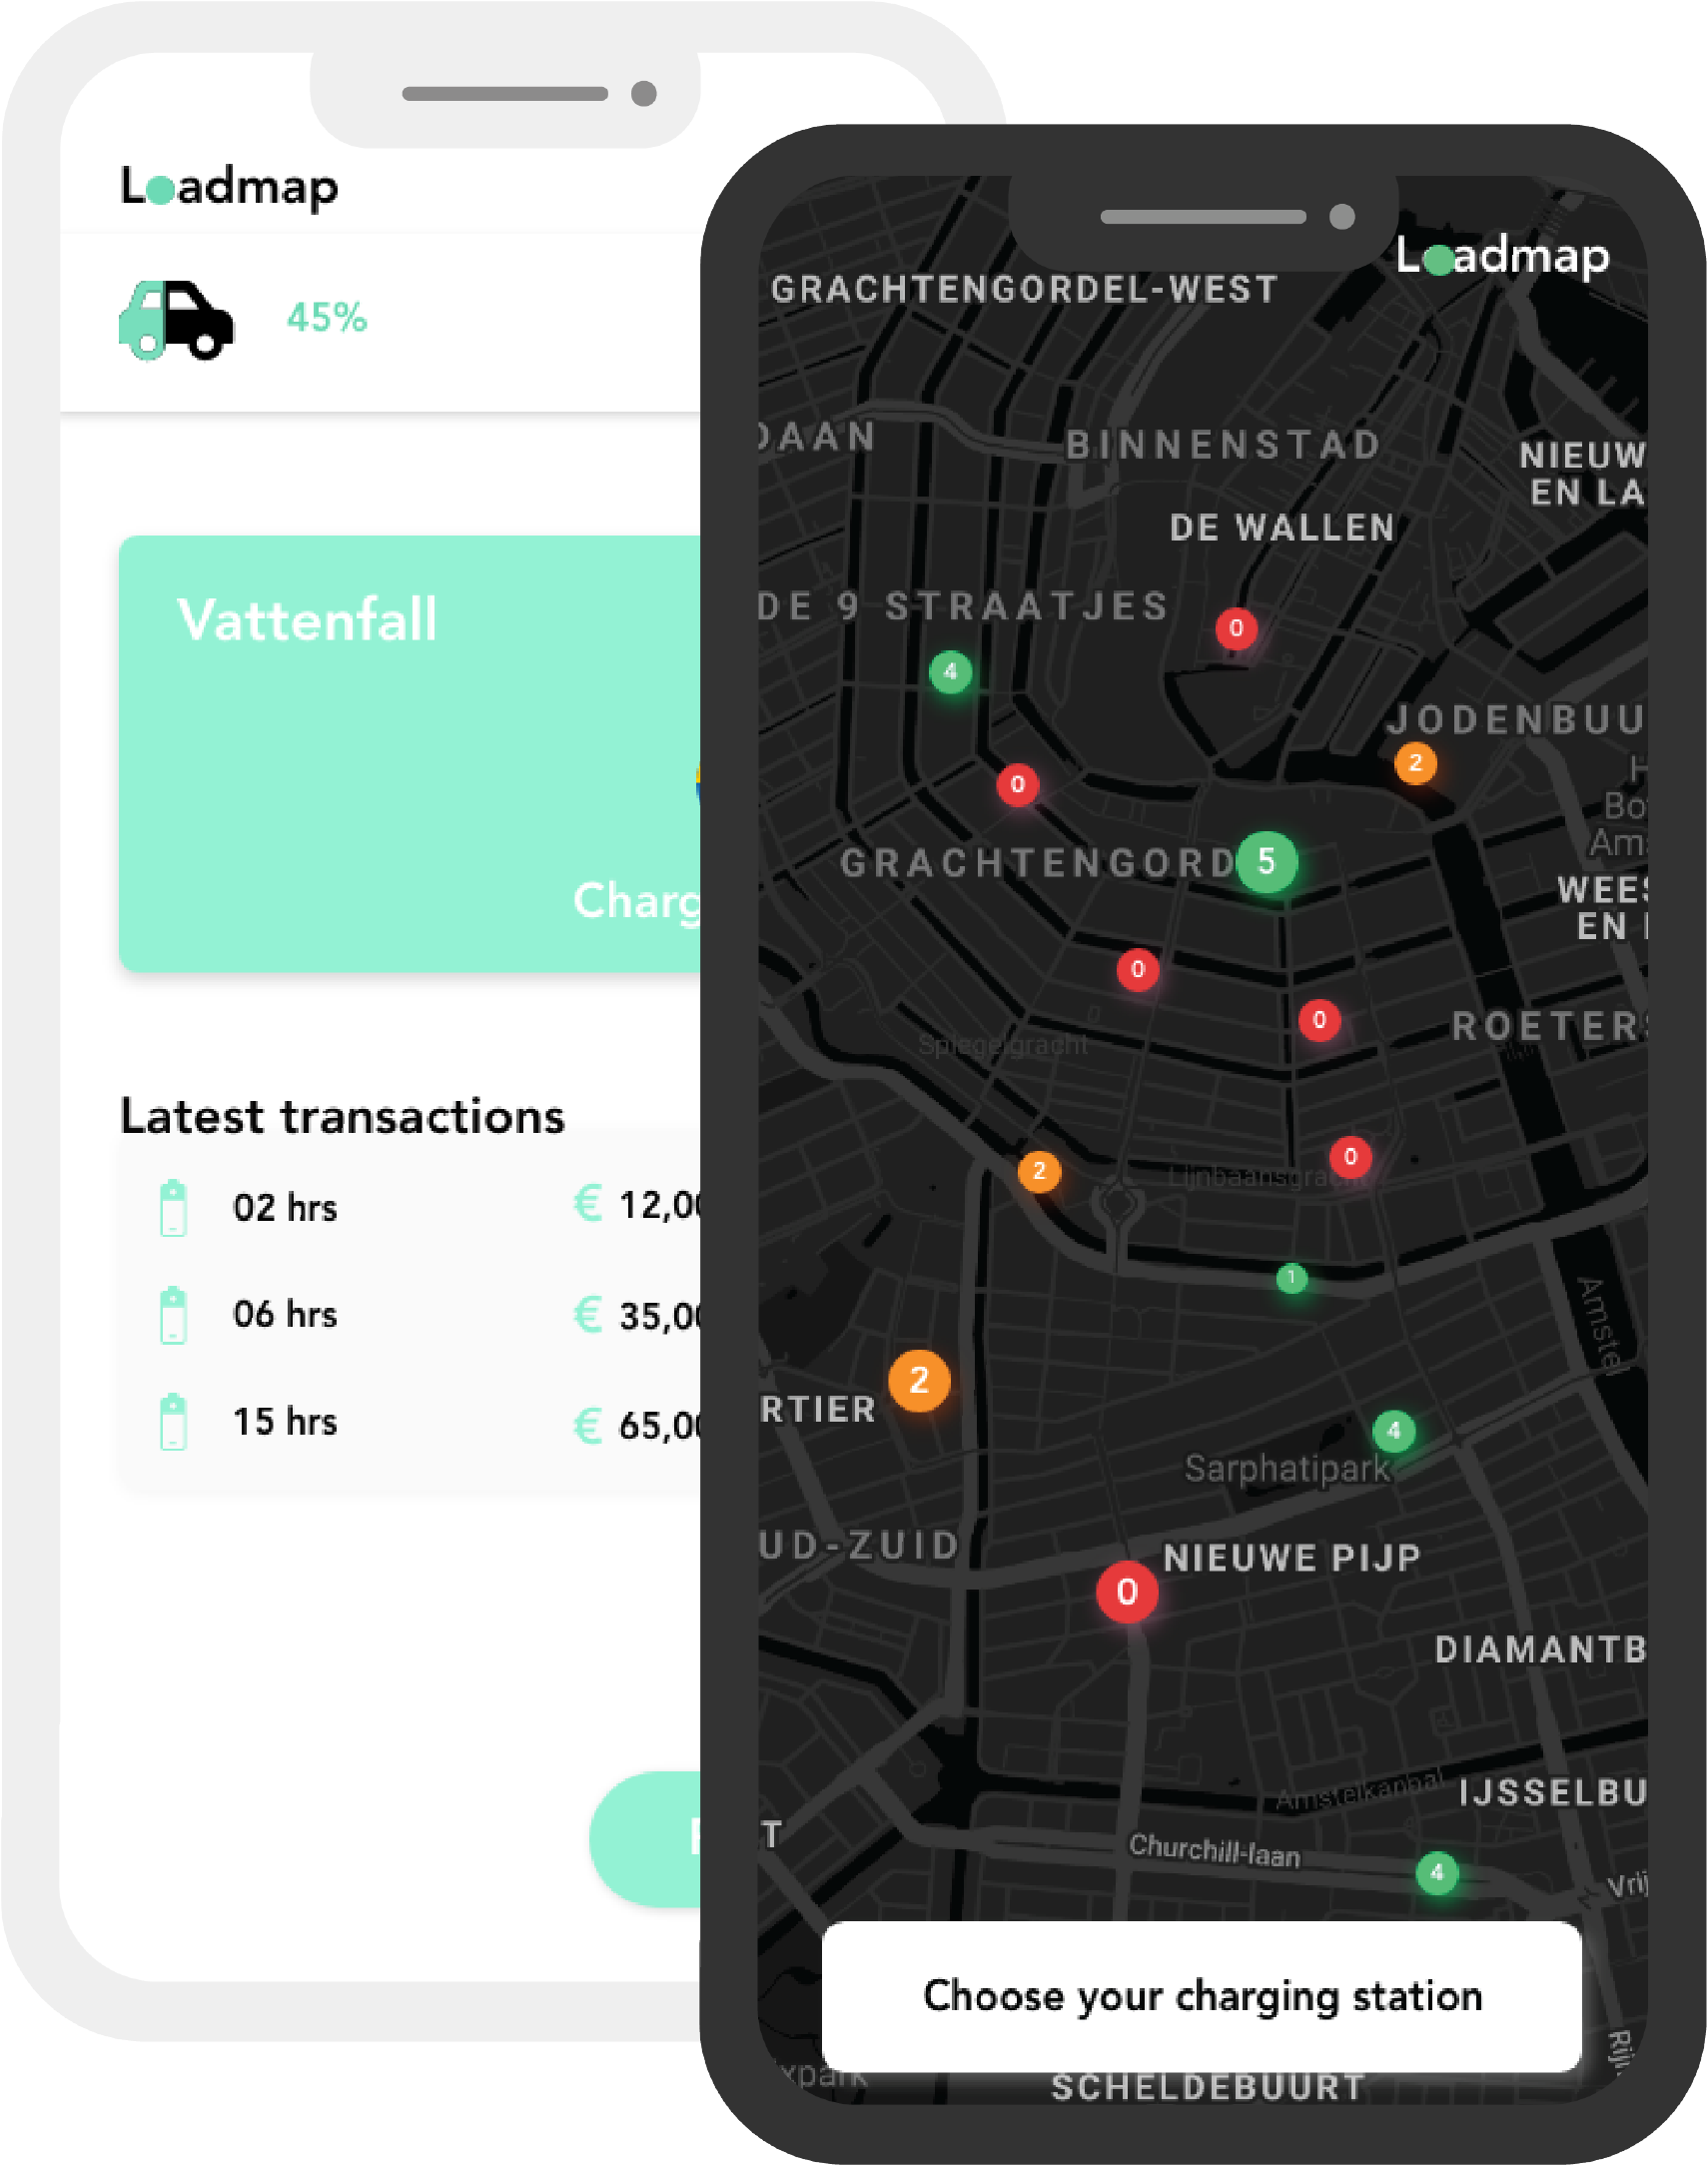 Loadmap
45%
Vattenfall
Charg
Latest transactions
02 hrs
€ 12,00
06 hrs
€ 35,00
15 hrs
€ 65,00
Loadmap
GRACHTENGORDEL-WEST
DAAN
BINNENSTAD
NIEUW
EN LA
DE WALLEN
DE 9 STRAATJES
0
4
JODENBUU
2
0
H
Bo
Am
GRACHTENGORD
5
WEES
EN
0
0
ROETERS
Spiegelgracht
0
2
Lijnbaansgracht
1
Amstel
2
RTIER
4
Sarphatipark
UD-ZUID
NIEUWE PIJP
0
DIAMANTB
Amstelkanaal
IJSSELBU
T
Churchill-laan
4
Vrij
Choose your charging station
Rij
xpark
SCHELDEBUURT